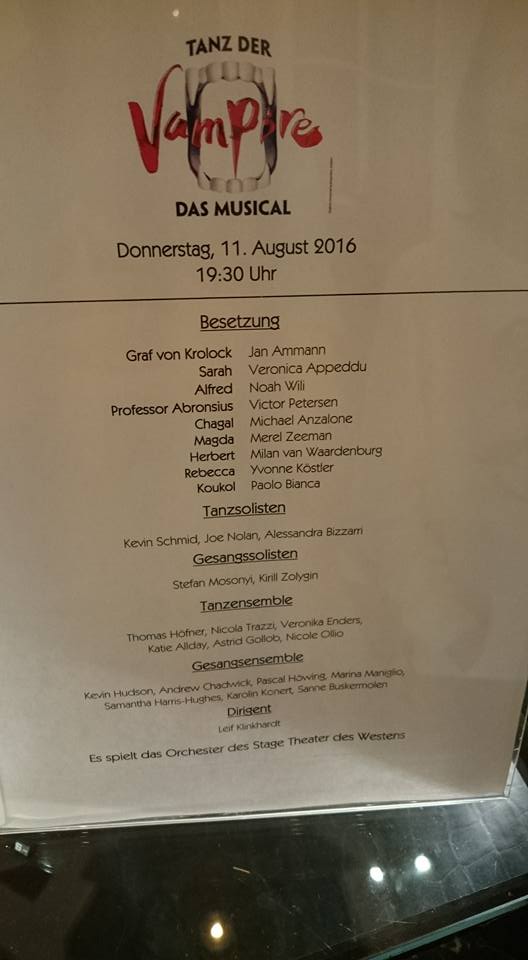 TANZ DER
Vampire
DAS MUSICAL
Donnerstag, 11. August 2016
19:30 Uhr
Besetzung
Graf von Krolock Jan Ammann
Sarah Veronica Appeddu
Alfred Noah Wili
Professor Abronsius Victor Petersen
Chagal Michael Anzalone
Magda Merel Zeeman
Herbert Milan van Waardenburg
Rebecca Yvonne Köstler
Koukol Paolo Bianca
Tanzsolisten
Kevin Schmid, Joe Nolan, Alessandra Bizzarri
Gesangssolisten
Stefan Mosonyi, Kirill Zolygin
Tanzensemble
Thomas Höfner, Nicola Trazzi, Veronika Enders,
Katie Allday, Astrid Gollob, Nicole Ollio
Gesangsensemble
Kevin Hudson, Andrew Chadwick, Pascal Höwing, Marina Maniglio,
Samantha Harris-Hughes, Karolin Konert, Sanne Buskermolen
Dirigent
Leif Klinkhardt
Es spielt das Orchester des Stage Theater des Westens